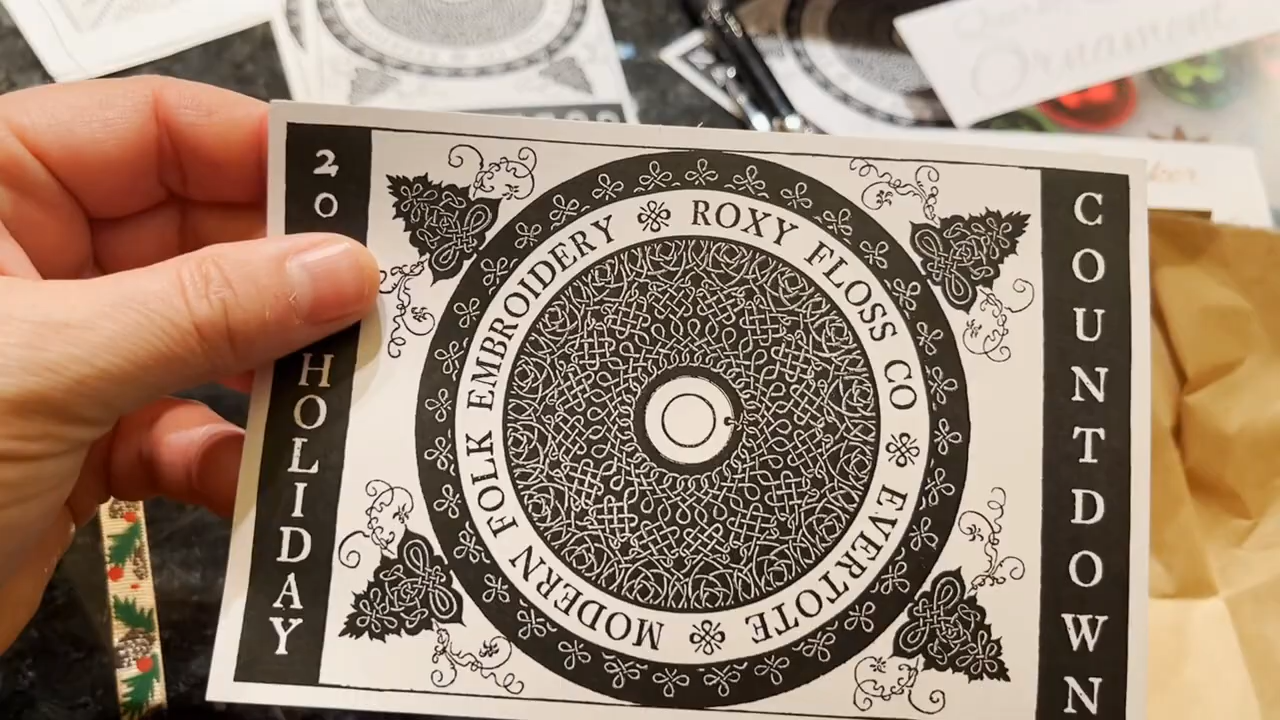 20
HOLIDAY
ROXY FLOSS CO
EVERTOTE
MODERN FOLK EMBROIDERY
COUNTDOWN
Ornament